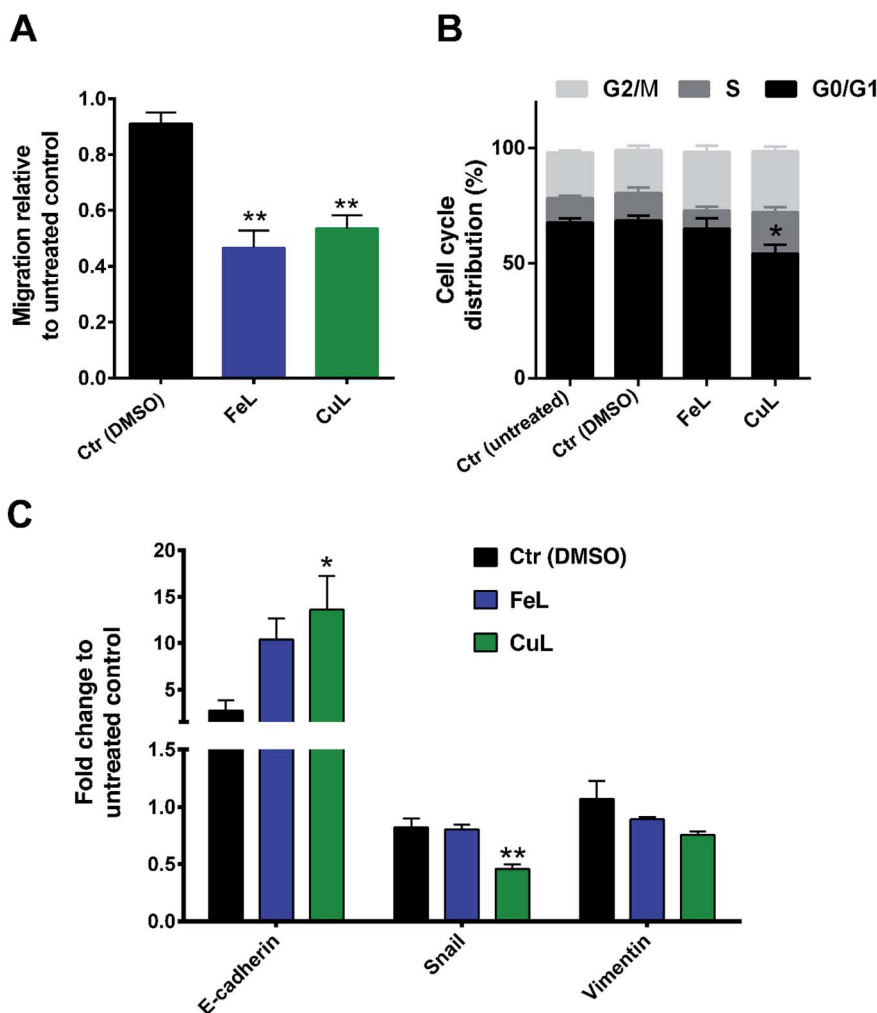 A
Migration relative
to untreated control
1.0
0.8
0.6
0.4
0.2
0.0
**
**
Ctr (DMSO)
FeL
CuL
B
G2/M
S
G0/G1
Cell cycle
distribution (%)
100
50
0
*
Ctr (untreated)
Ctr (DMSO)
FeL
CuL
C
Fold change to
untreated control
20
15
10
5
1.5
1.0
0.5
0.0
*
**
Ctr (DMSO)
FeL
CuL
E-cadherin
Snail
Vimentin